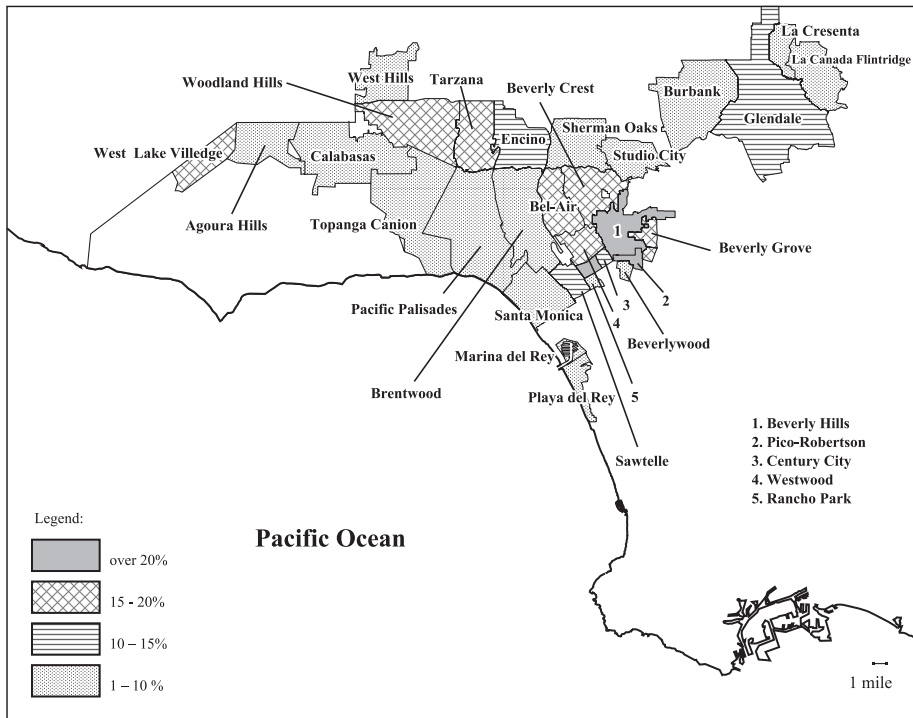 La Cresenta
La Canada Flintridge
West Hills
Woodland Hills
Tarzana
Beverly Crest
Burbank
Glendale
Encino
Sherman Oaks
Studio City
West Lake Villedge
Calabasas
Agoura Hills
Topanga Canion
Bel-Air
1
Beverly Grove
Pacific Palisades
Santa Monica
3
2
4
Beverlywood
Marina del Rey
Brentwood
Playa del Rey
5
Sawtelle
1. Beverly Hills
2. Pico-Robertson
3. Century City
4. Westwood
5. Rancho Park
Legend:
over 20%
15 - 20%
10 – 15%
1 – 10 %
Pacific Ocean
1 mile